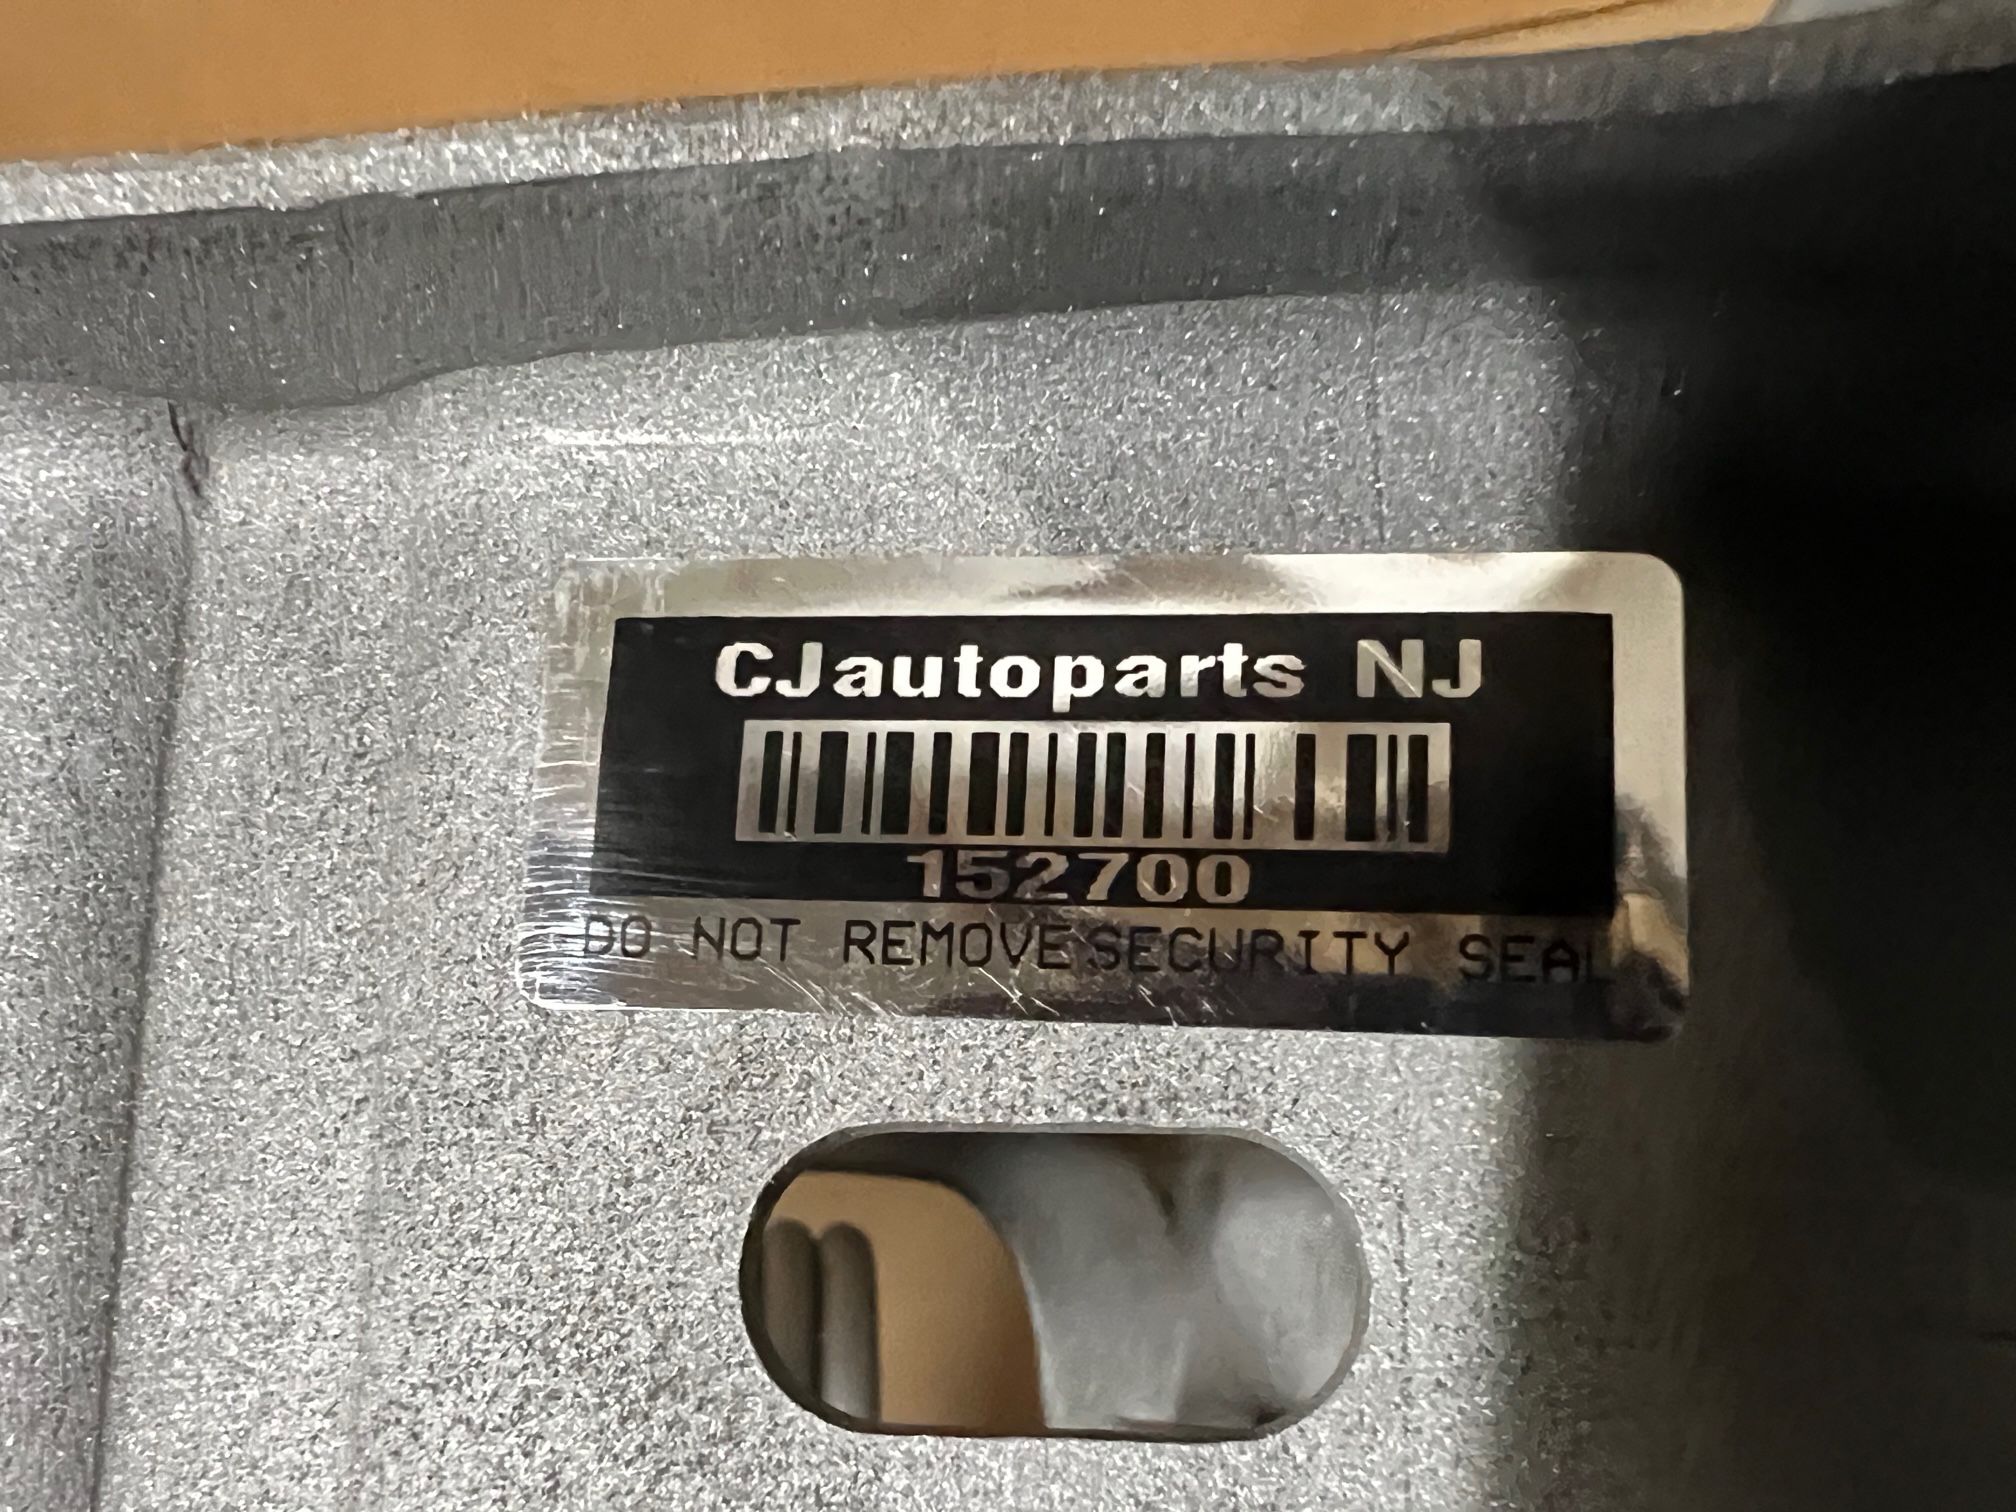 CJautoparts NJ
152700
DO NOT REMOVE SECURITY SEAL